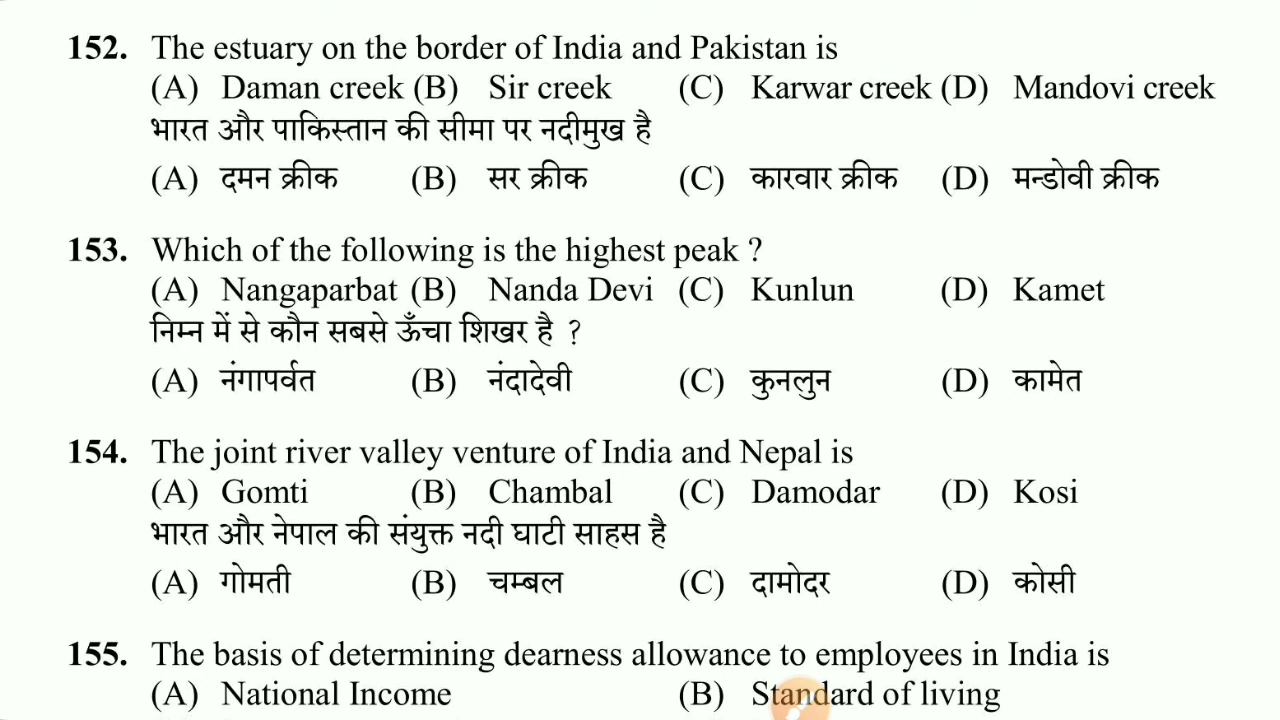 152. The estuary on the border of India and Pakistan is
(A) Daman creek (B) Sir creek (C) Karwar creek (D) Mandovi creek
भारत और पाकिस्तान की सीमा पर नदीमुख है
(A) दमन क्रीक (B) सर क्रीक (C) कारवार क्रीक (D) मन्डोवी क्रीक
153. Which of the following is the highest peak ?
(A) Nangaparbat (B) Nanda Devi (C) Kunlun (D) Kamet
निम्न में से कौन सबसे ऊँचा शिखर है ?
(A) नंगापर्वत (B) नंदादेवी (C) कुनलुन (D) कामेत
154. The joint river valley venture of India and Nepal is
(A) Gomti (B) Chambal (C) Damodar (D) Kosi
भारत और नेपाल की संयुक्त नदी घाटी साहस है
(A) गोमती (B) चम्बल (C) दामोदर (D) कोसी
155. The basis of determining dearness allowance to employees in India is
(A) National Income (B) Standard of living